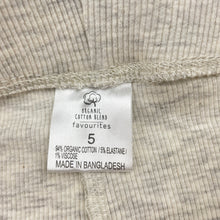 ORGANIC
COTTON BLEND
favourites
5
94% ORGANIC COTTON / 5% ELASTANE /
1% VISCOSE
MADE IN BANGLADESH